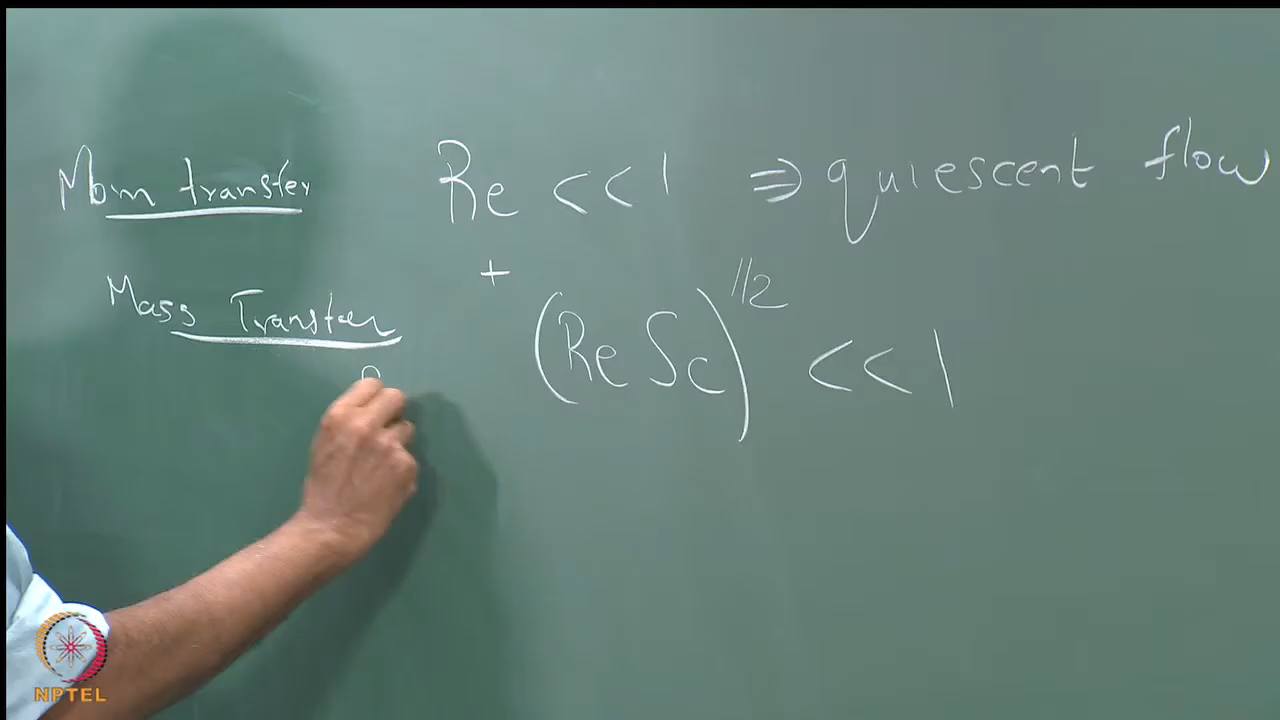 Mom transfer Re << 1 ⇒ quiescent flow
+
Mass Transfer (Re Sc)^1/2 << 1
NPTEL